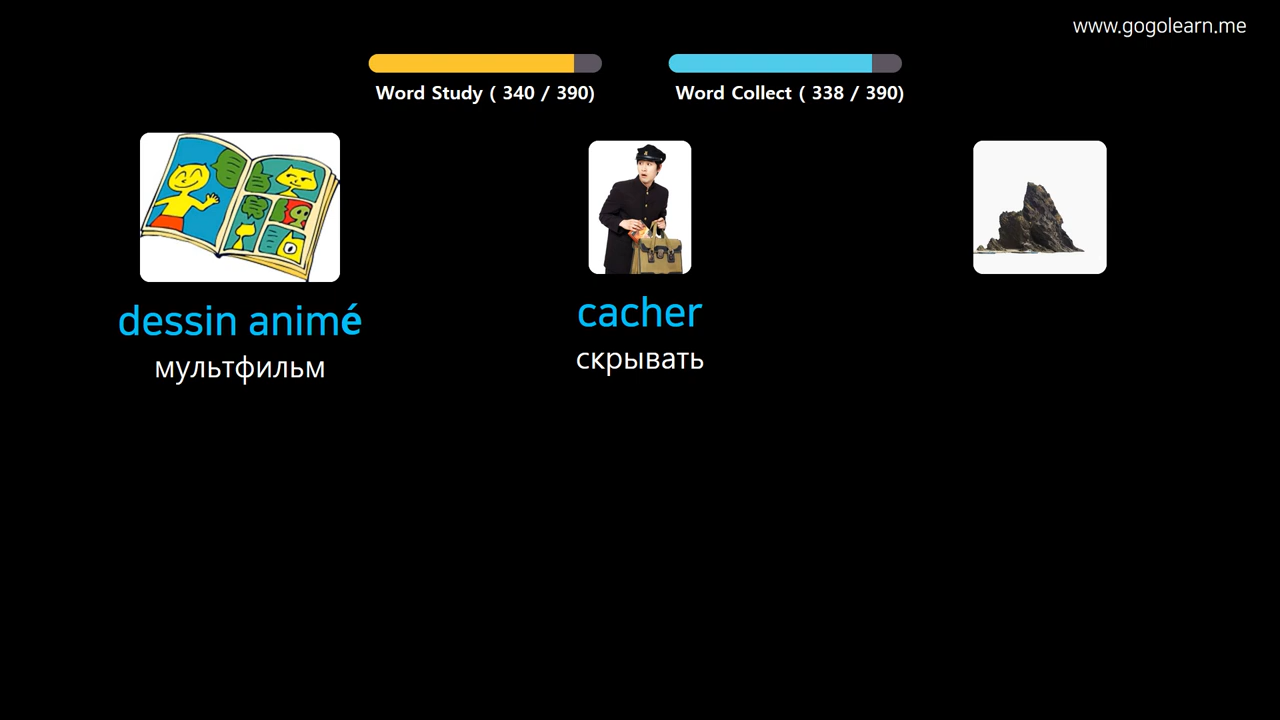 www.gogolearn.me
Word Study ( 340 / 390)
Word Collect ( 338 / 390)
dessin animé
мультфильм
cacher
скрывать